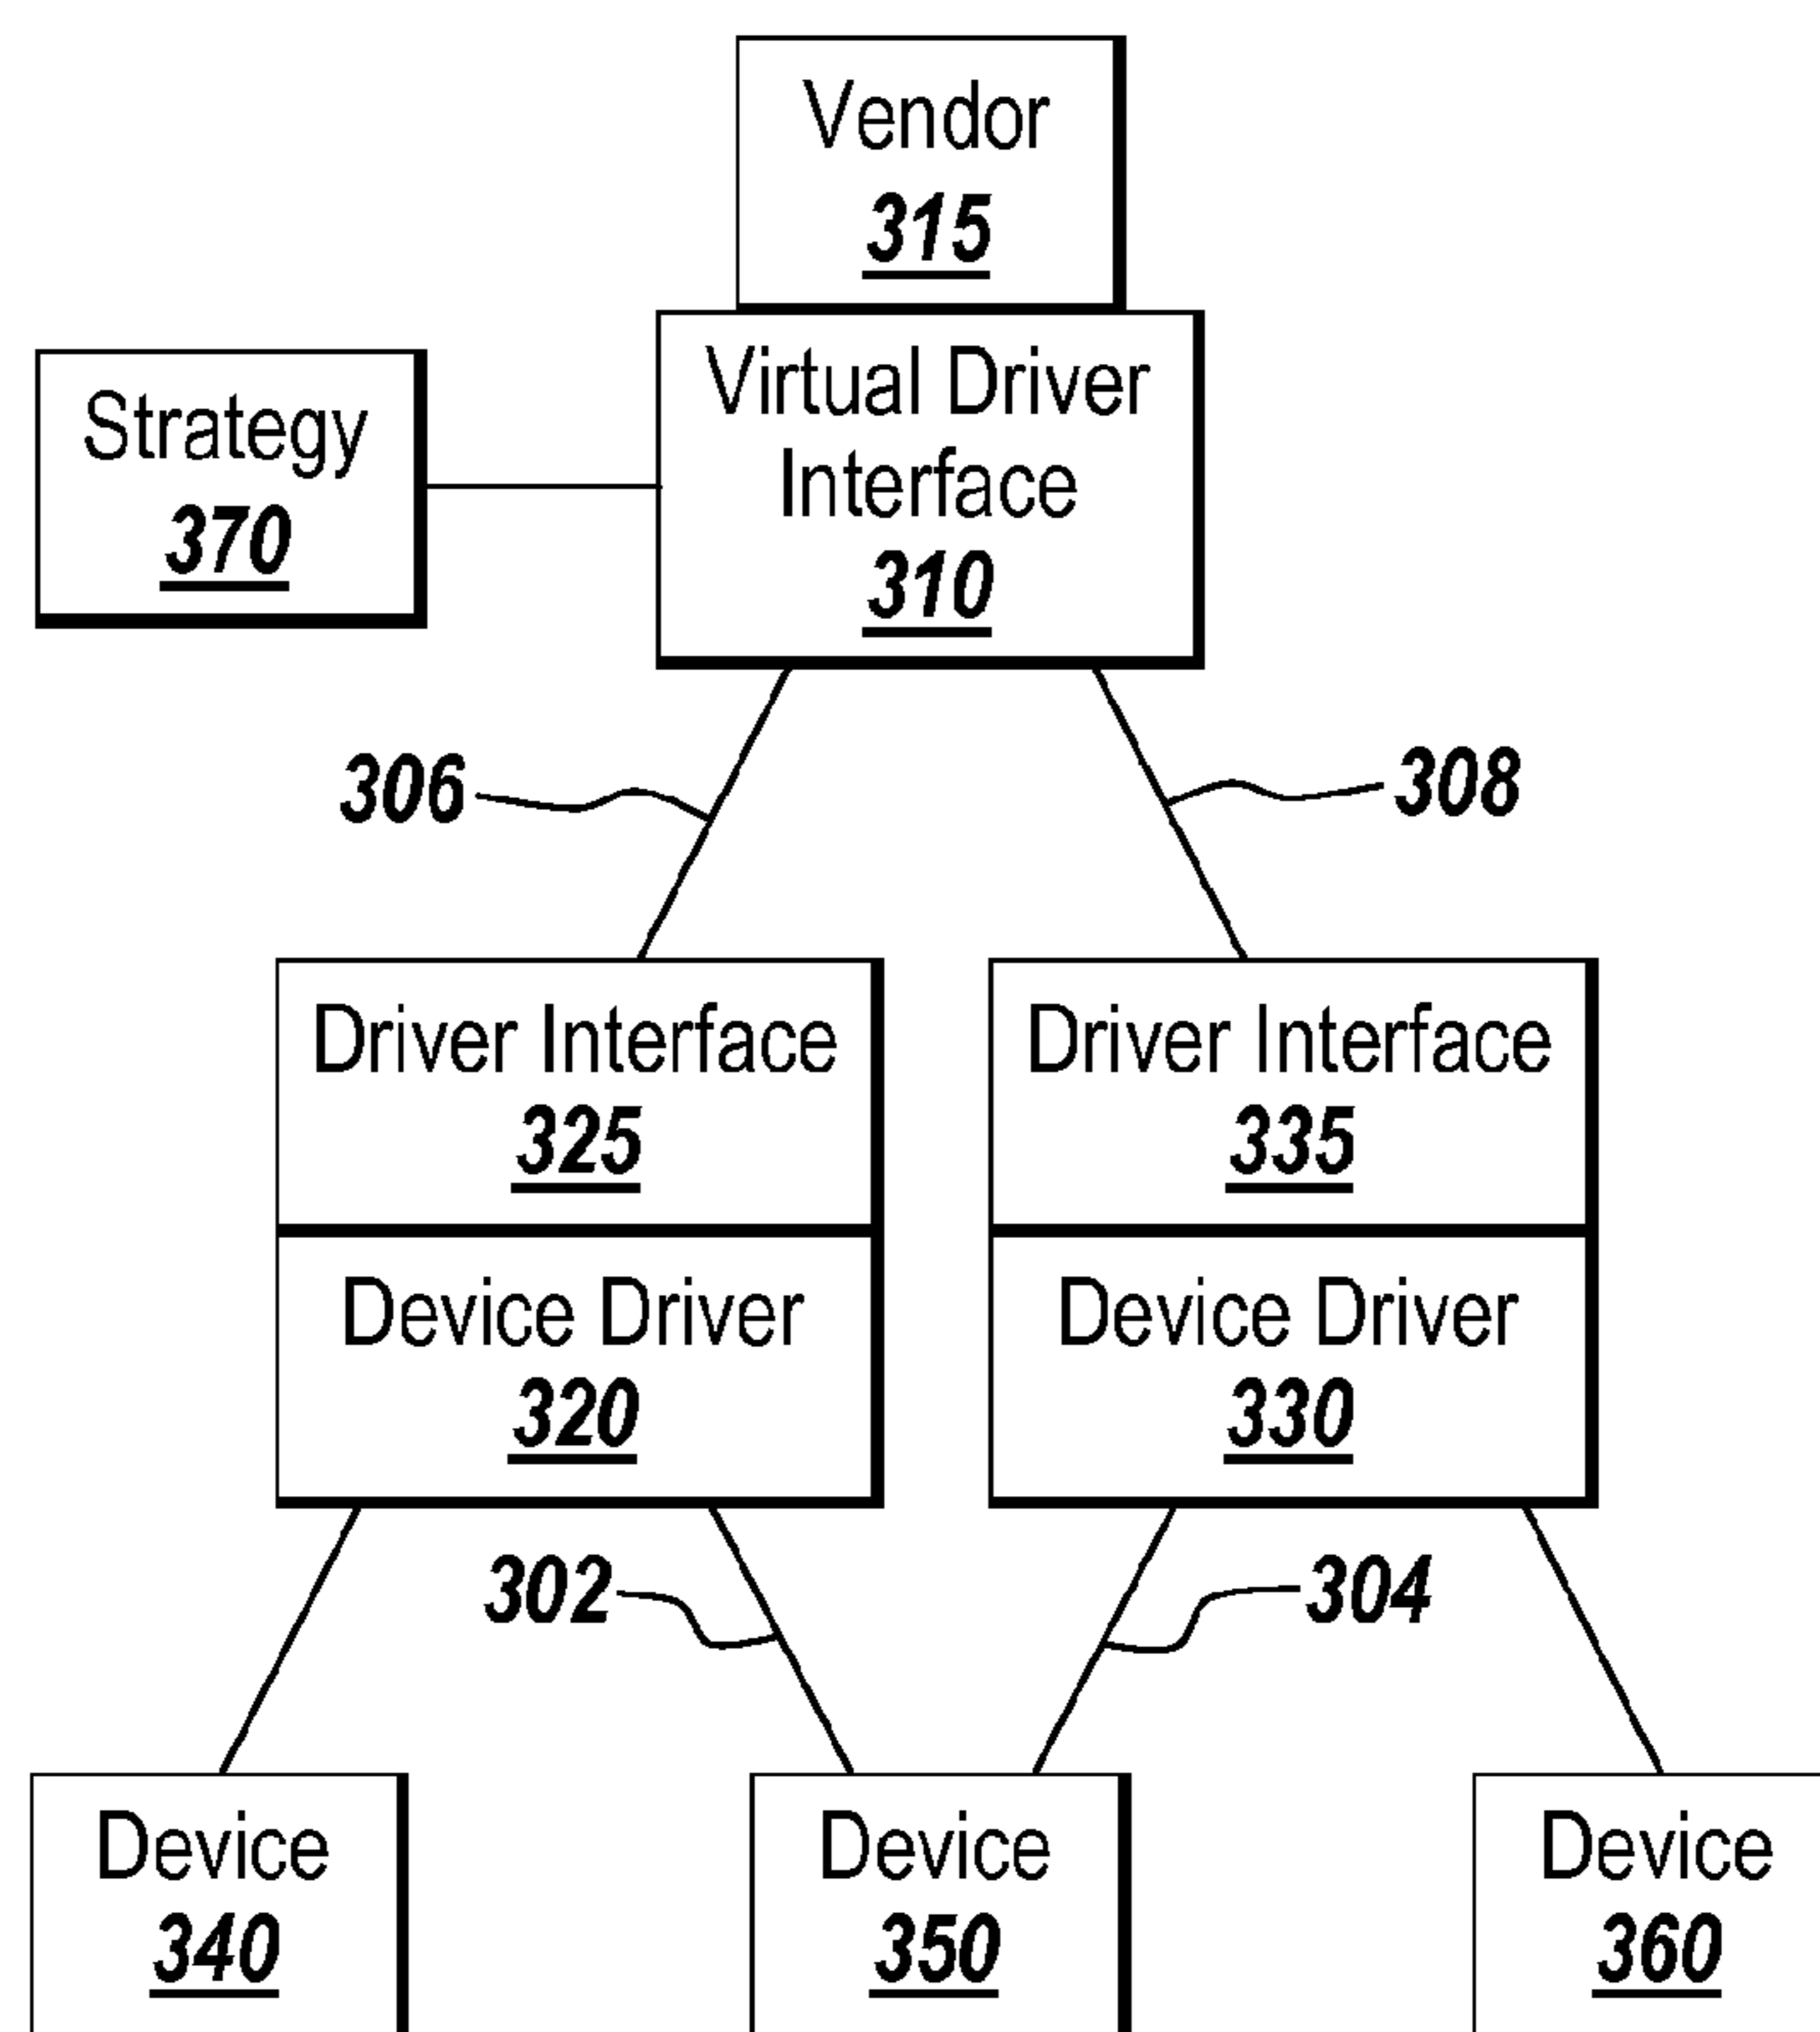 Vendor
315
Virtual Driver
Interface
310
Strategy
370
306
308
Driver Interface
325
Driver Interface
335
Device Driver
320
Device Driver
330
302
304
Device
340
Device
350
Device
360